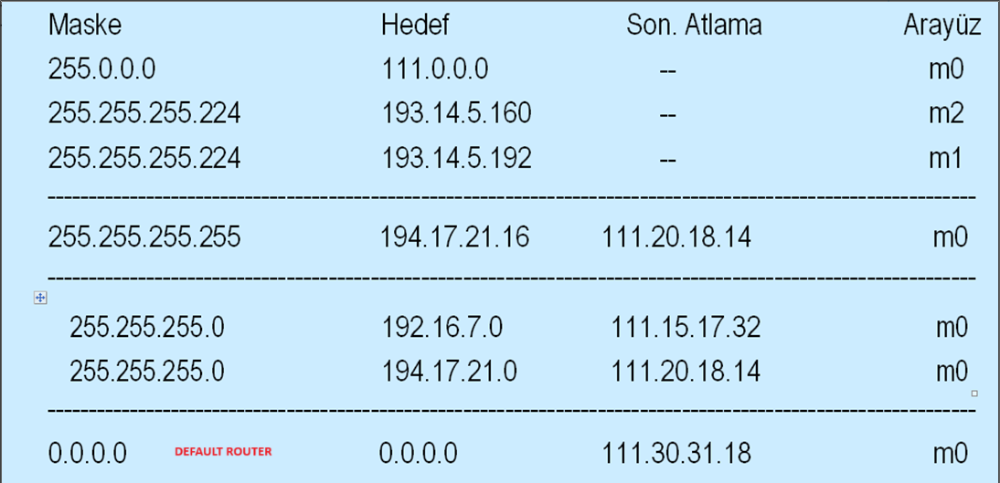 Maske Hedef Son. Atlama Arayüz
255.0.0.0 111.0.0.0 -- m0
255.255.255.224 193.14.5.160 -- m2
255.255.255.224 193.14.5.192 -- m1
255.255.255.255 194.17.21.16 111.20.18.14 m0
255.255.255.0 192.16.7.0 111.15.17.32 m0
255.255.255.0 194.17.21.0 111.20.18.14 m0
0.0.0.0 DEFAULT ROUTER 0.0.0.0 111.30.31.18 m0